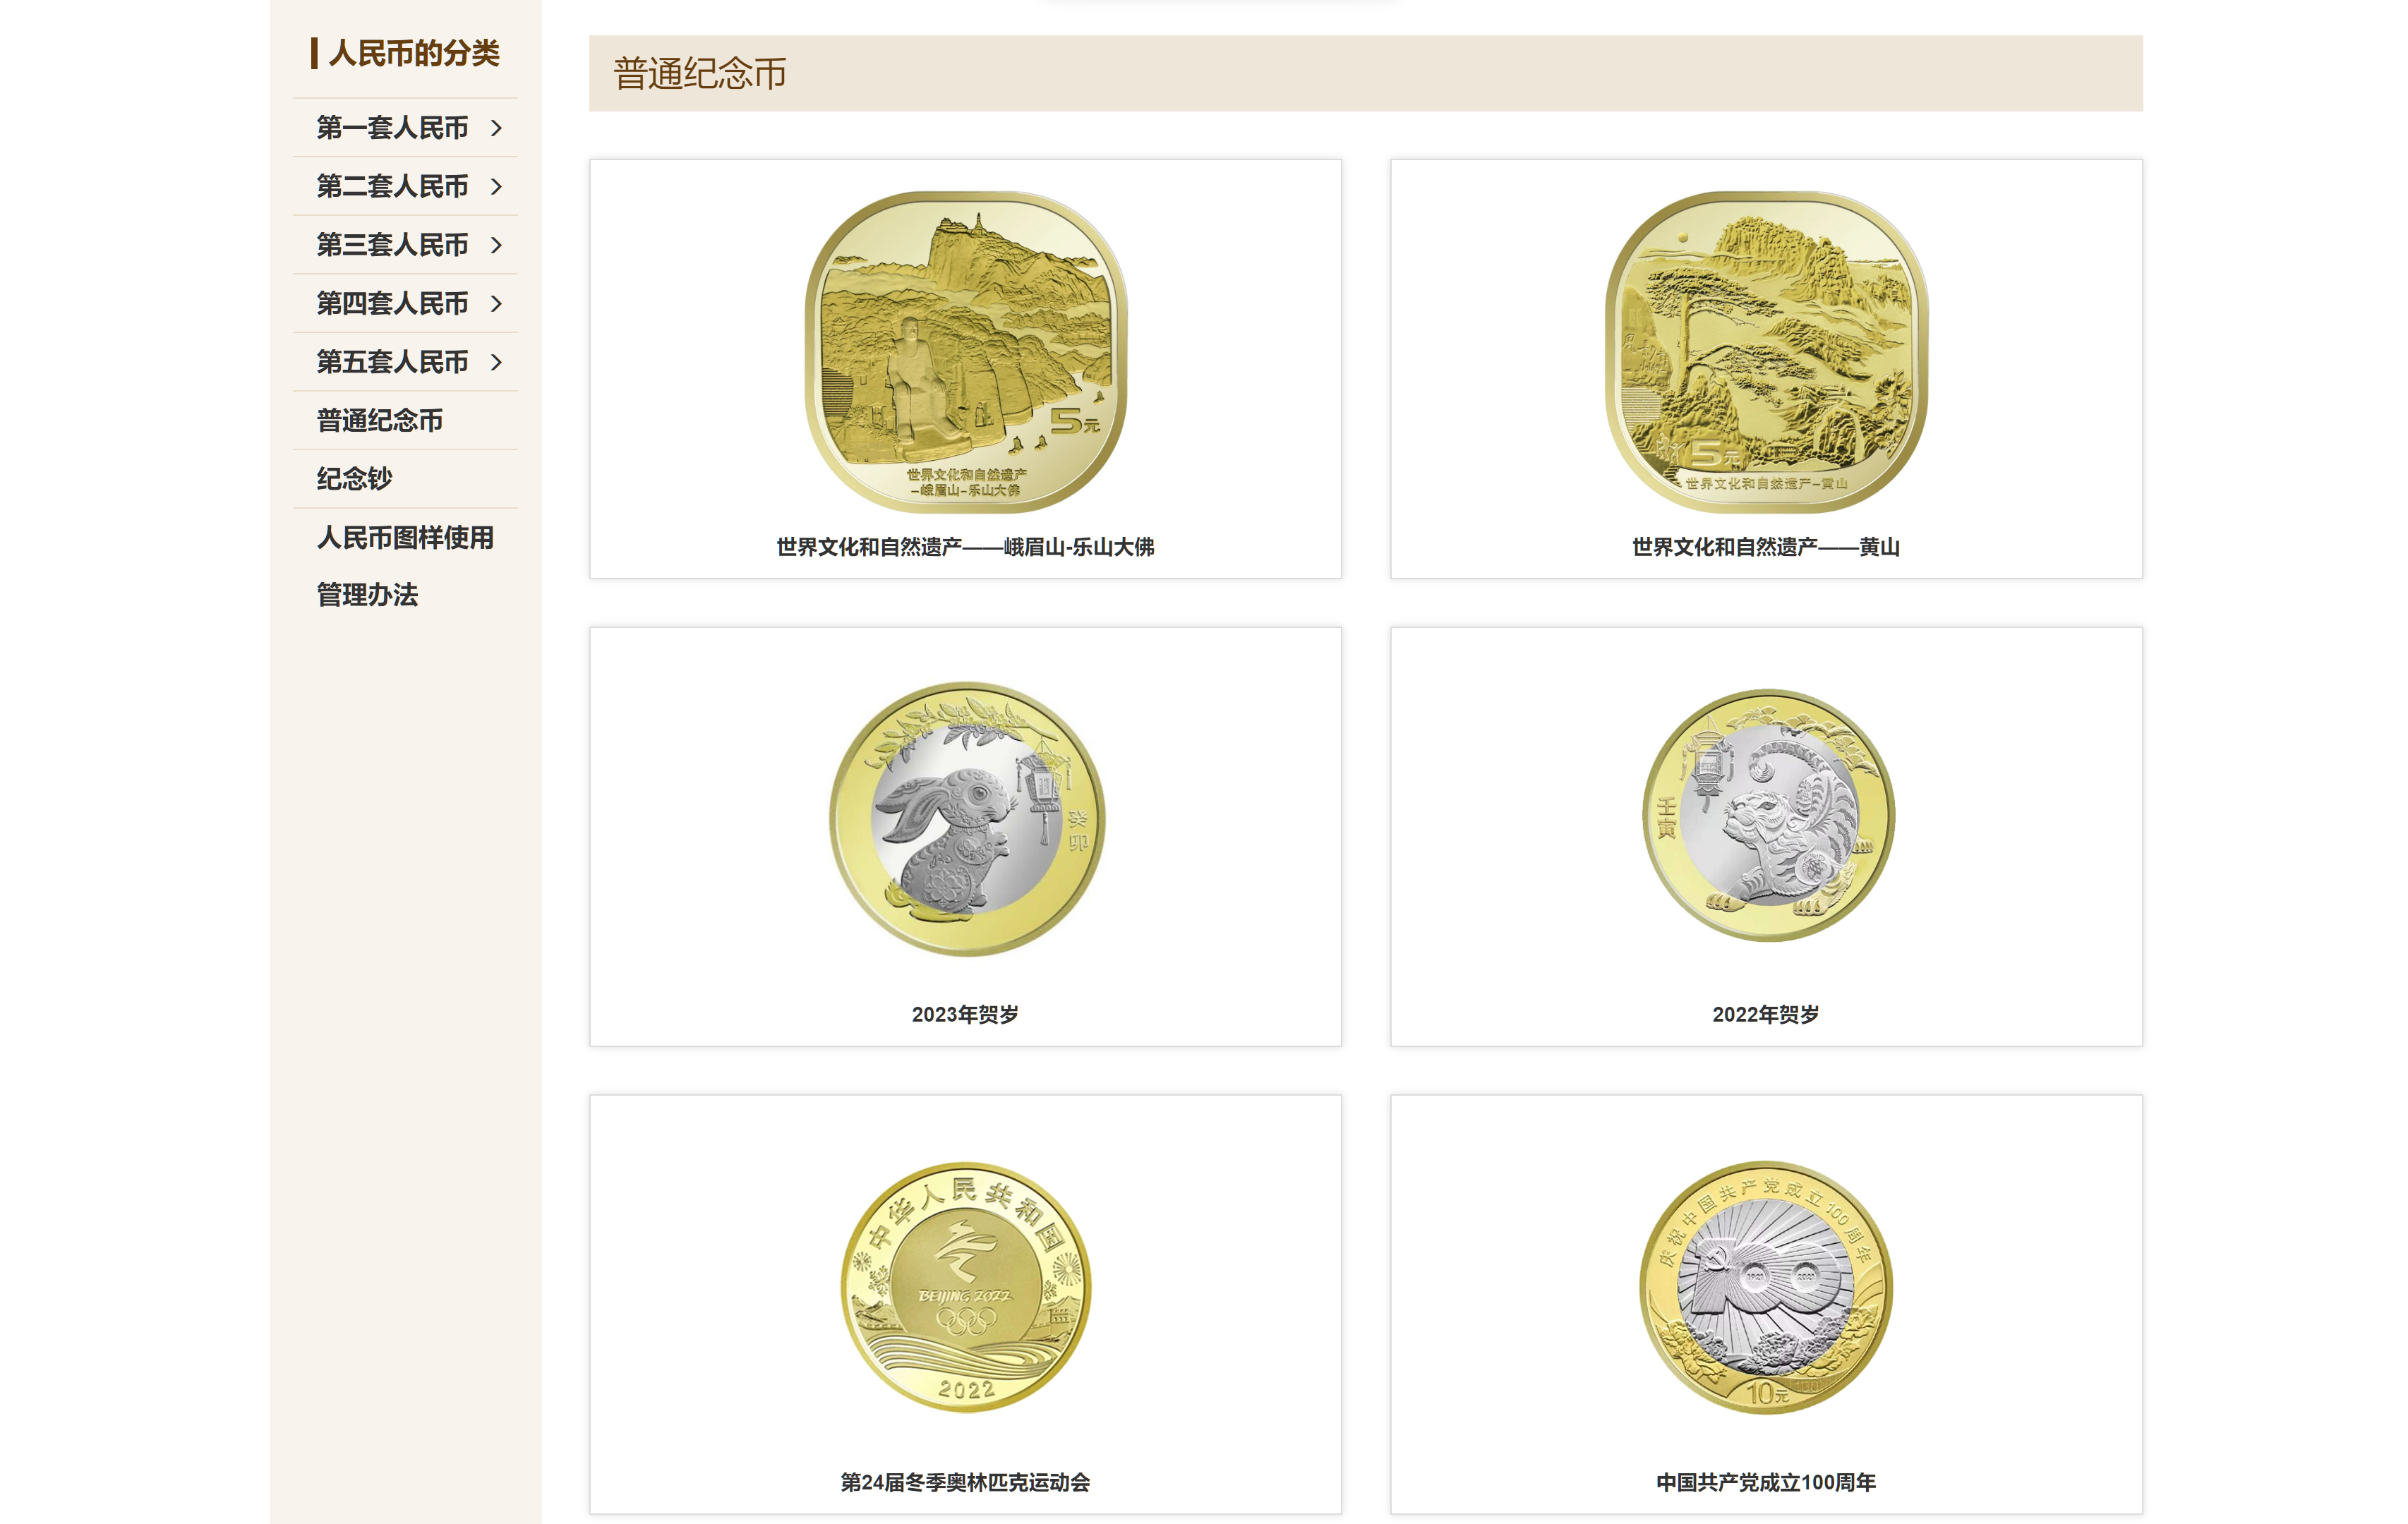 人民币的分类
第一套人民币
第二套人民币
第三套人民币
第四套人民币
第五套人民币
普通纪念币
纪念钞
人民币图样使用
管理办法
普通纪念币
5元
世界文化和自然遗产
-峨眉山-乐山大佛
世界文化和自然遗产——峨眉山-乐山大佛
5元
世界文化和自然遗产-黄山
世界文化和自然遗产——黄山
癸卯
2023年贺岁
壬寅
2022年贺岁
中华人民共和国
BEIJING 2022
2022
第24届冬季奥林匹克运动会
庆祝中国共产党成立100周年
100
1921
2021
10元
中国共产党成立100周年